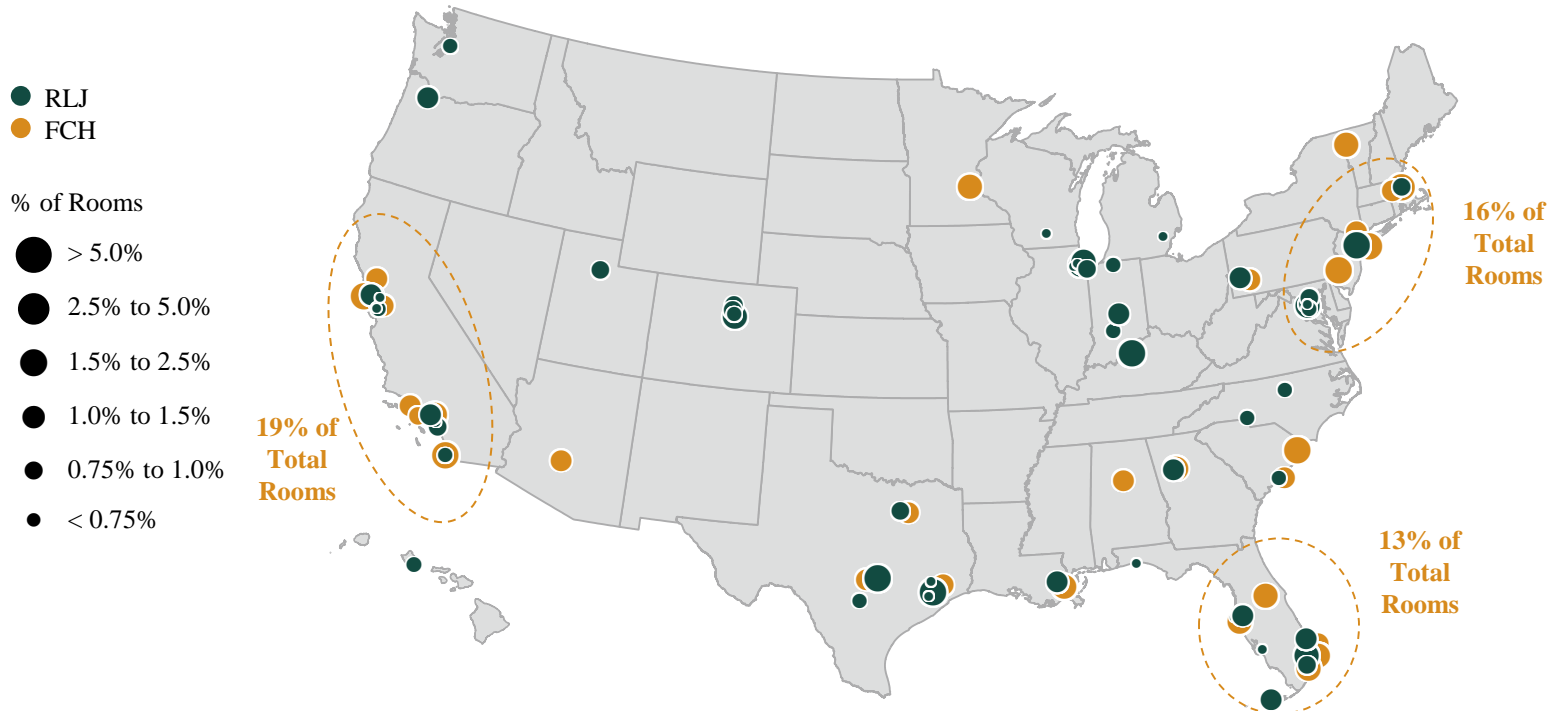 RLJ
FCH
% of Rooms
> 5.0%
2.5% to 5.0%
1.5% to 2.5%
1.0% to 1.5%
0.75% to 1.0%
< 0.75%
19% of
Total
Rooms
16% of
Total
Rooms
13% of
Total
Rooms